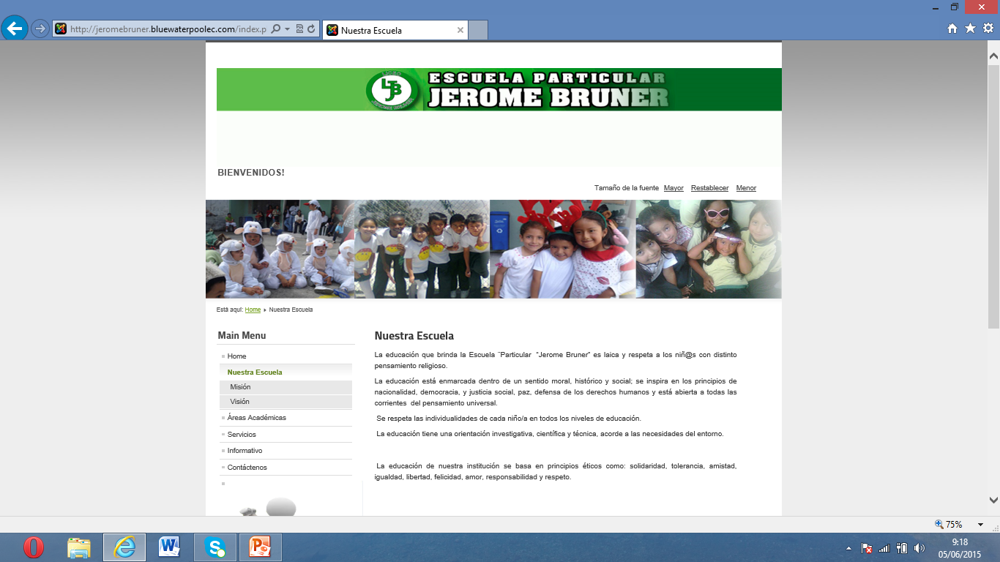 http://jeromebruner.bluewaterpoolec.com/index.p
Nuestra Escuela
LJB
ESCUELA PARTICULAR
JEROME BRUNER
BIENVENIDOS!
Tamaño de la fuente Mayor Restablecer Menor
Está aquí: Home Nuestra Escuela
Main Menu
Home
Nuestra Escuela
Misión
Visión
Áreas Académicas
Servicios
Informativo
Contáctenos
Nuestra Escuela
La educación que brinda la Escuela ¨Particular “Jerome Bruner” es laica y respeta a los niñ@s con distinto
pensamiento religioso.
La educación está enmarcada dentro de un sentido moral, histórico y social; se inspira en los principios de
nacionalidad, democracia, y justicia social, paz, defensa de los derechos humanos y está abierta a todas las
corrientes del pensamiento universal.
Se respeta las individualidades de cada niño/a en todos los niveles de educación.
La educación tiene una orientación investigativa, científica y técnica, acorde a las necesidades del entorno.
La educación de nuestra institución se basa en principios éticos como: solidaridad, tolerancia, amistad,
igualdad, libertad, felicidad, amor, responsabilidad y respeto.
75%
9:18
05/06/2015